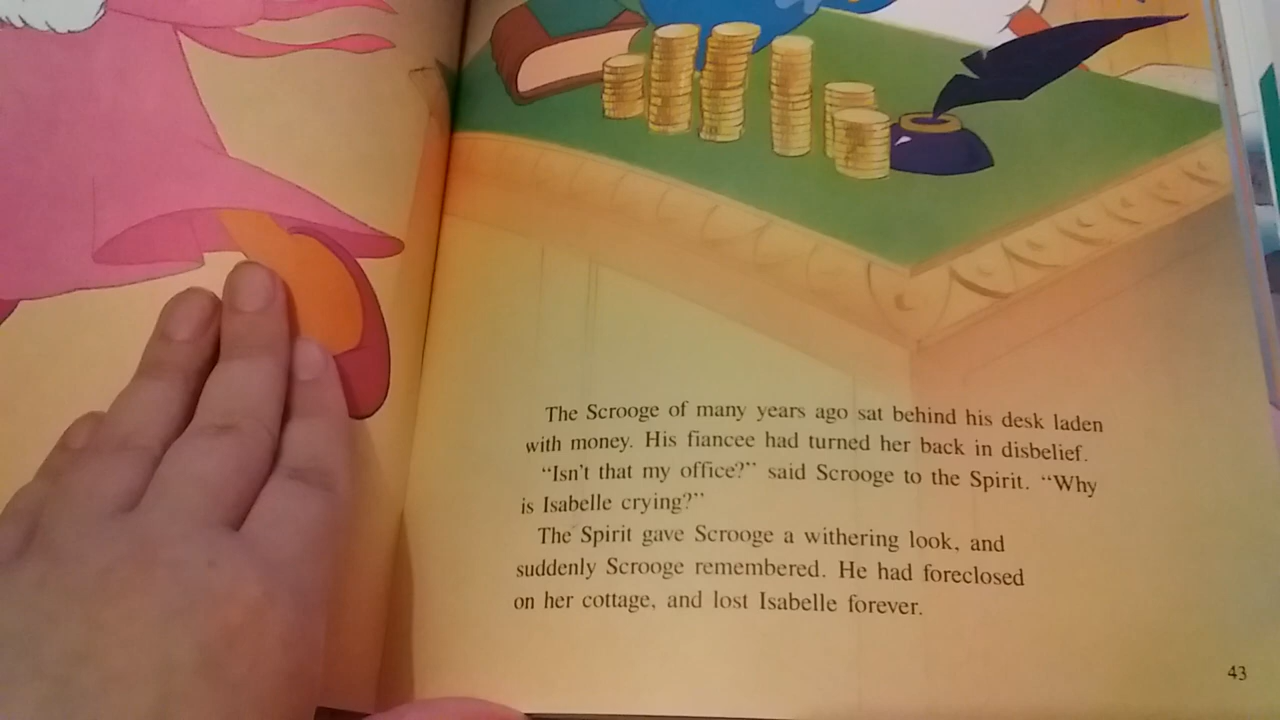 The Scrooge of many years ago sat behind his desk laden
with money. His fiancee had turned her back in disbelief.
“Isn't that my office?” said Scrooge to the Spirit. “Why
is Isabelle crying?”
The Spirit gave Scrooge a withering look, and
suddenly Scrooge remembered. He had foreclosed
on her cottage, and lost Isabelle forever.
43